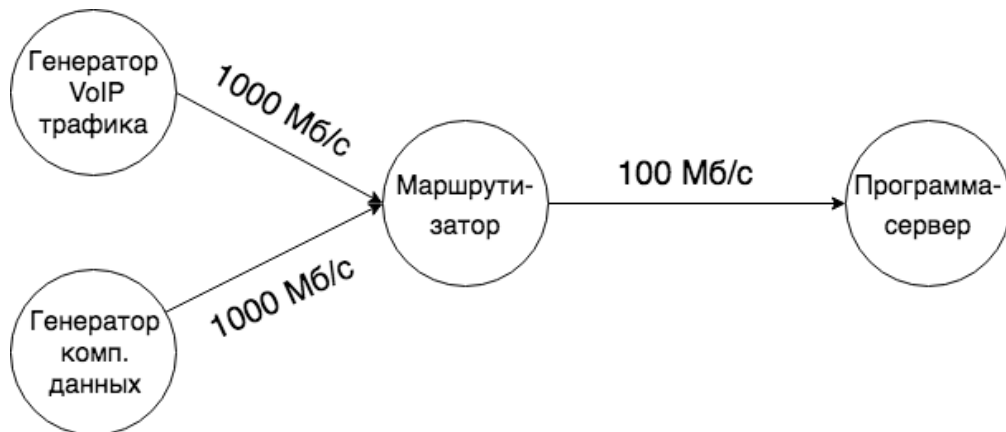 Генератор
VoIP
трафика
1000 Мб/с
Маршрути-
затор
100 Мб/с
Программа-
сервер
1000 Мб/с
Генератор
комп.
данных